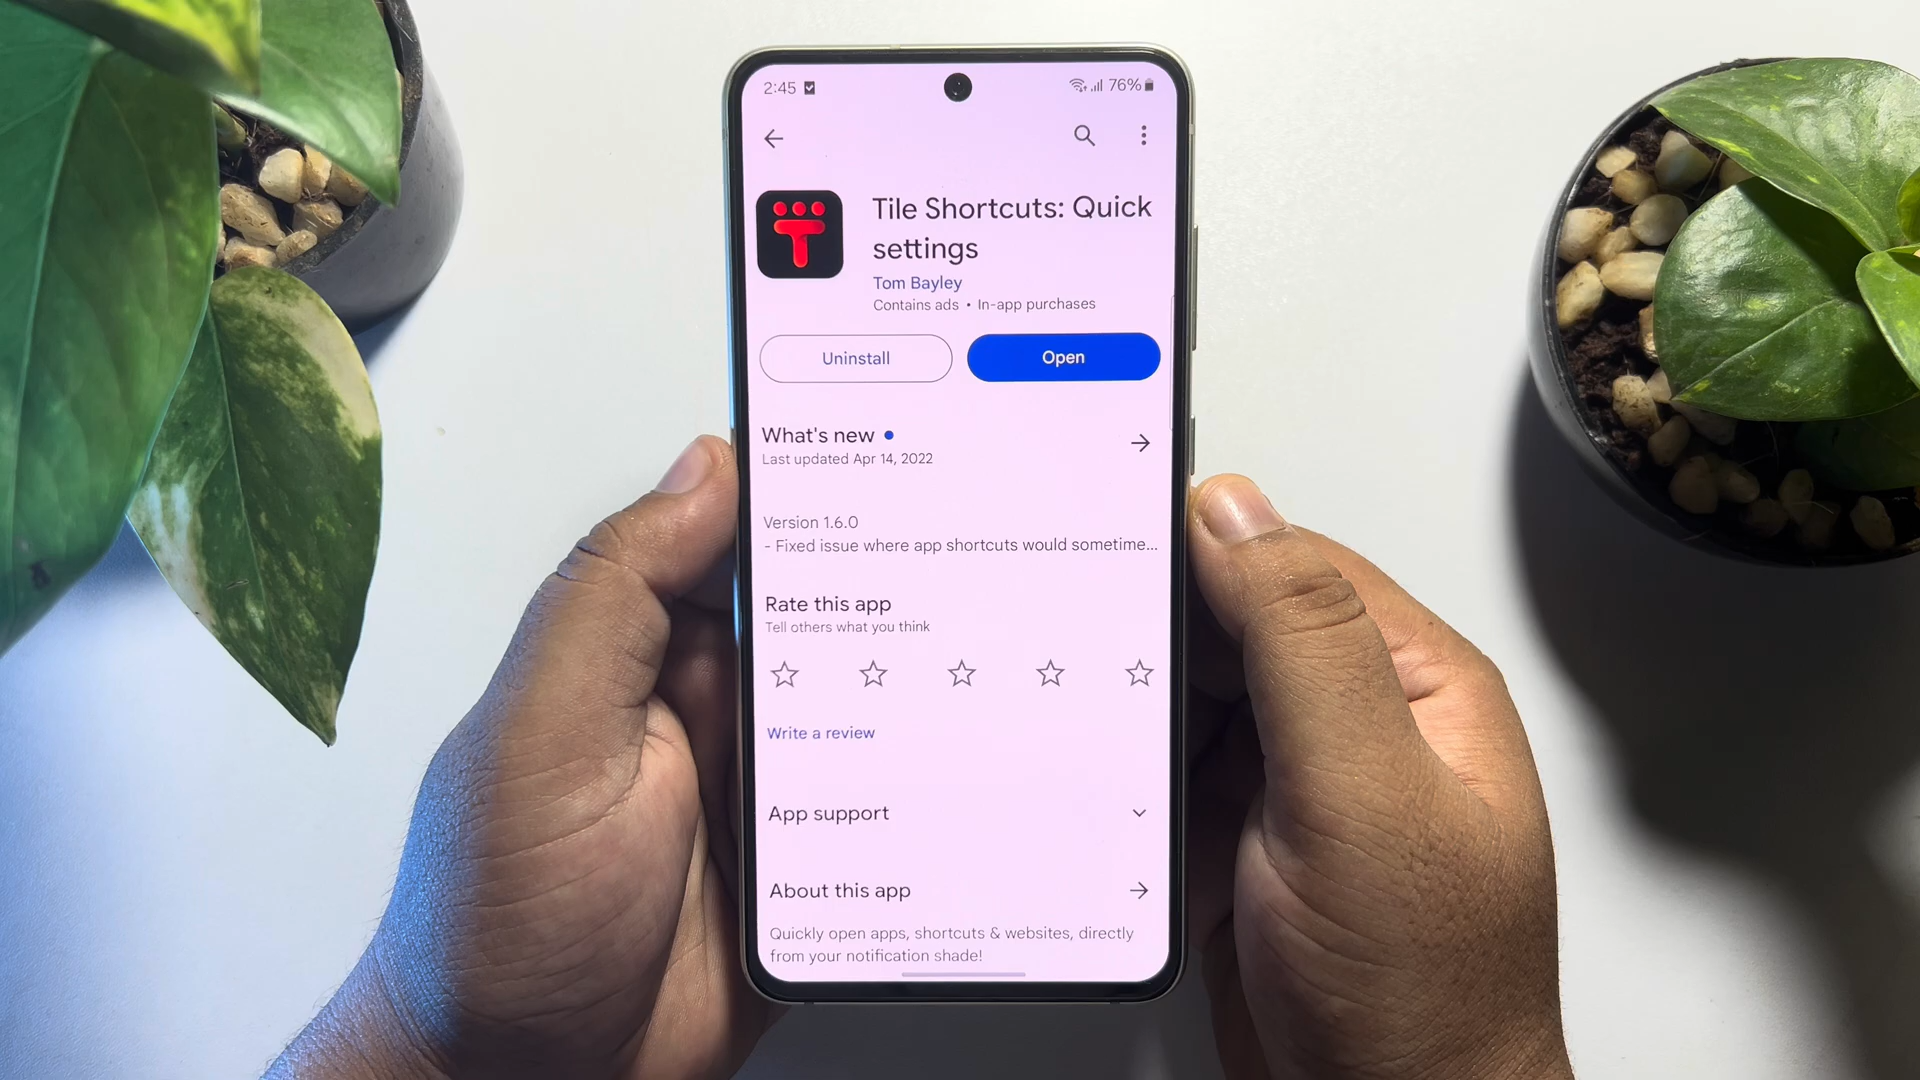 2:45
76%
Tile Shortcuts: Quick
settings
Tom Bayley
Contains ads • In-app purchases
Uninstall
Open
What's new
Last updated Apr 14, 2022
Version 1.6.0
- Fixed issue where app shortcuts would sometime...
Rate this app
Tell others what you think
Write a review
App support
About this app
Quickly open apps, shortcuts & websites, directly
from your notification shade!